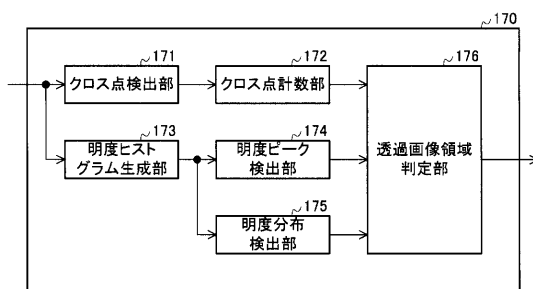 170
171
クロス点検出部
172
クロス点計数部
176
透過画像領域
判定部
173
明度ヒスト
グラム生成部
174
明度ピーク
検出部
175
明度分布
検出部